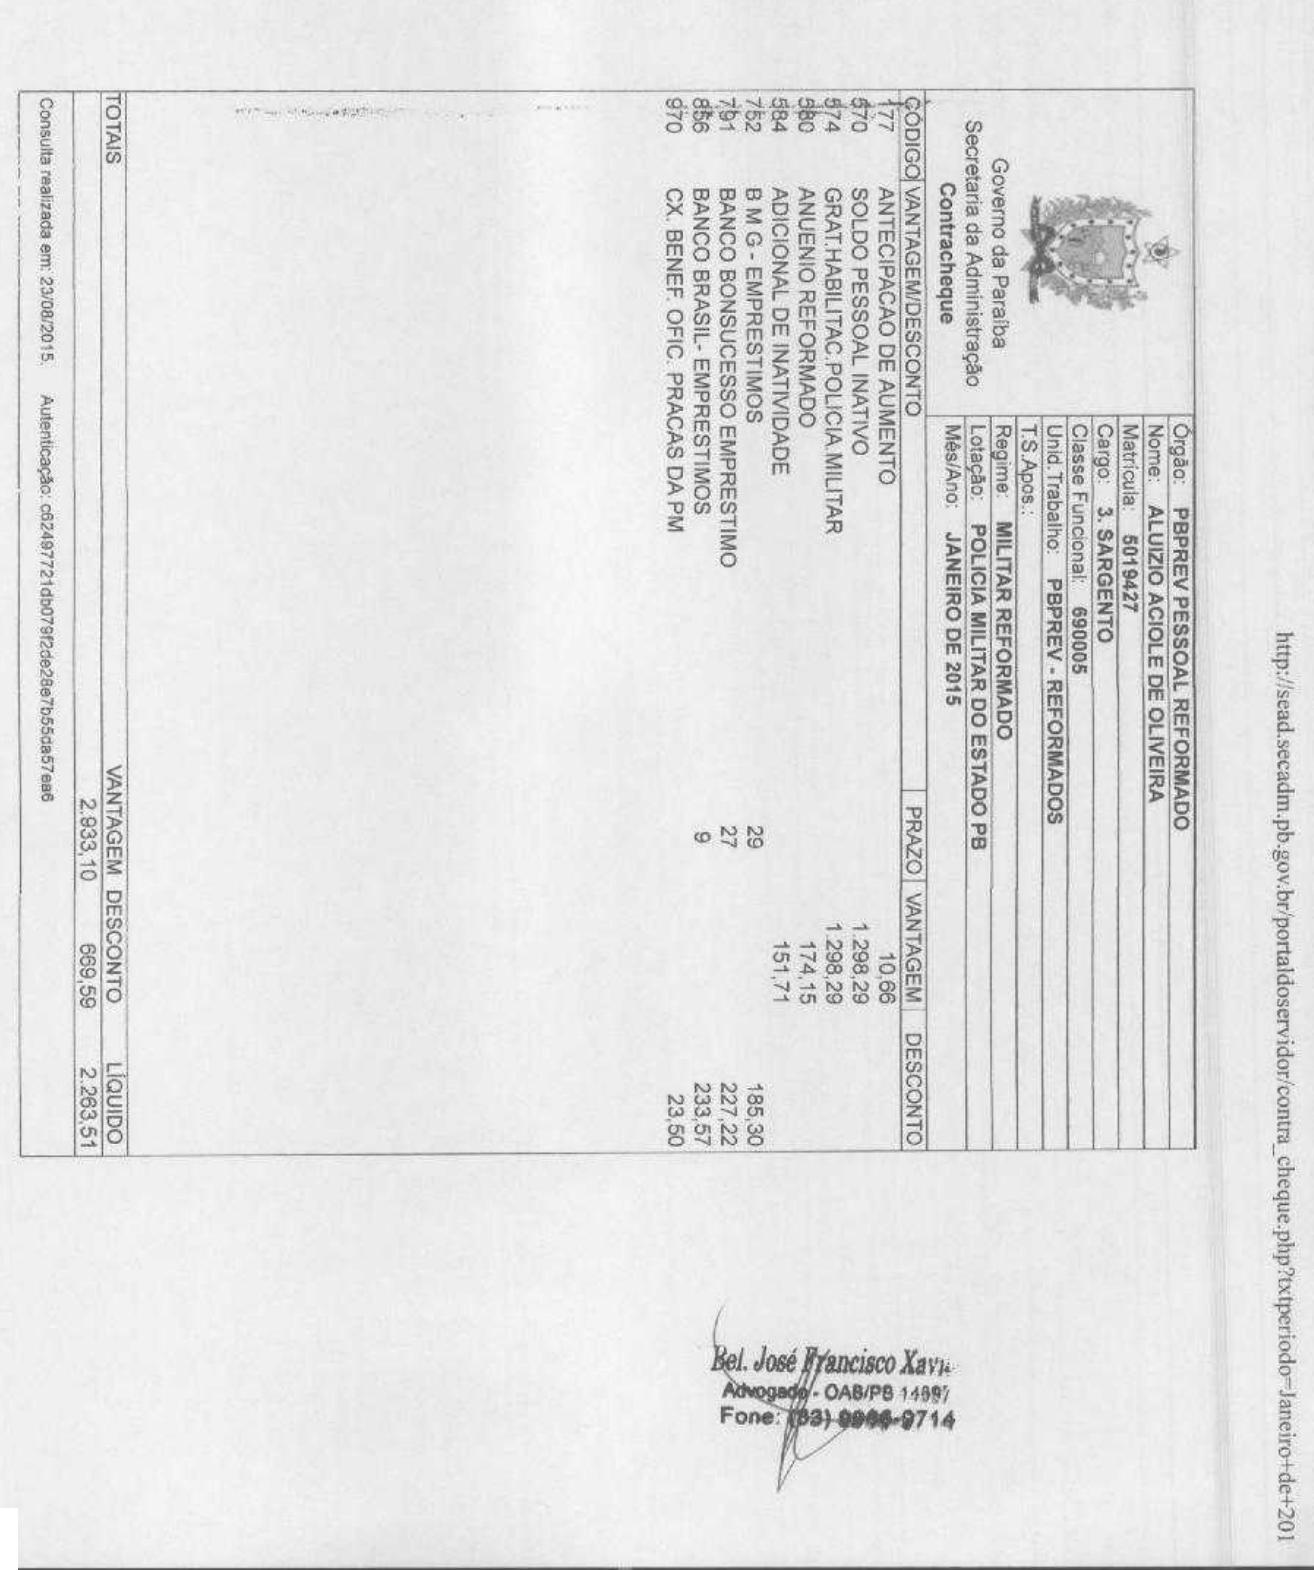 http://sead.secadm.pb.gov.br/portaldoservidor/contra_cheque.php?txtperiodo=Janeiro+de+201
Governo da Paraíba
Secretaria da Administração
Contracheque
Órgão: PBPREV PESSOAL REFORMADO
Nome: ALUIZIO ACIOLE DE OLIVEIRA
Matrícula: 5019427
Cargo: 3. SARGENTO
Classe Funcional: 690005
Unid.Trabalho: PBPREV - REFORMADOS
T.S.Apos.:
Regime: MILITAR REFORMADO
Lotação: POLICIA MILITAR DO ESTADO PB
Mês/Ano: JANEIRO DE 2015
CÓDIGO VANTAGEM/DESCONTO PRAZO VANTAGEM DESCONTO
177 ANTECIPACAO DE AUMENTO 10,66
570 SOLDO PESSOAL INATIVO 1.298,29
574 GRAT.HABILITAC.POLICIA.MILITAR 1.298,29
580 ANUENIO REFORMADO 174,15
584 ADICIONAL DE INATIVIDADE 151,71
752 B M G - EMPRESTIMOS 29 185,30
791 BANCO BONSUCESSO EMPRESTIMO 27 227,22
856 BANCO BRASIL- EMPRESTIMOS 9 233,57
970 CX. BENEF. OFIC. PRACAS DA PM 23,50
TOTAIS VANTAGEM DESCONTO LÍQUIDO
2.933,10 669,59 2.263,51
Consulta realizada em: 23/08/2015. Autenticação: c62497721db079f2de28e7b55da57ea6
Bel. José Francisco
Advogado - OAB/PB
Fone: (83) 9714